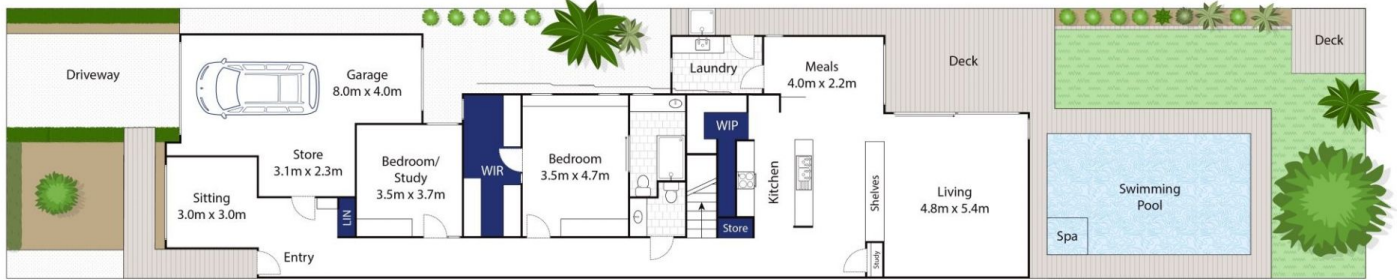 Driveway
Garage
8.0m x 4.0m
Store
3.1m x 2.3m
Sitting
3.0m x 3.0m
Entry
LIN
Bedroom/
Study
3.5m x 3.7m
WIR
Bedroom
3.5m x 4.7m
Laundry
WIP
Store
Kitchen
Meals
4.0m x 2.2m
Shelves
Study
Living
4.8m x 5.4m
Deck
Swimming
Pool
Spa
Deck